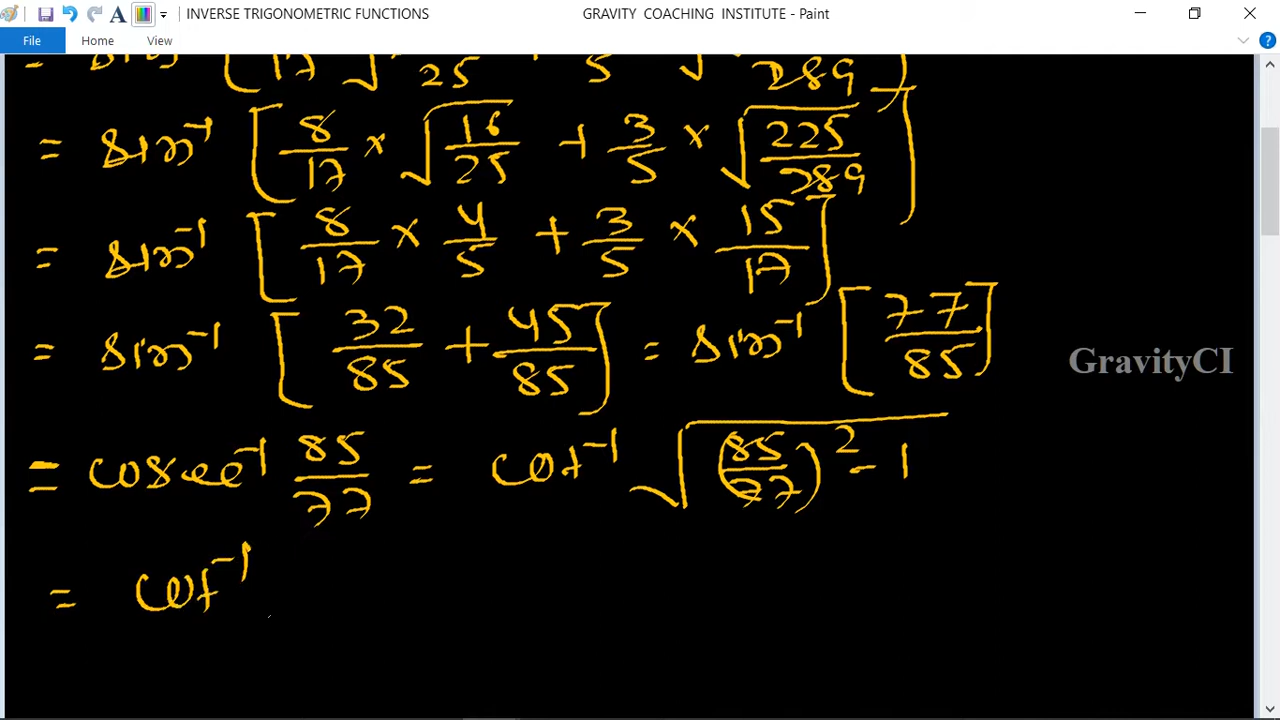 INVERSE TRIGONOMETRIC FUNCTIONS GRAVITY COACHING INSTITUTE - Paint
File Home View
= sin⁻¹ [8/17 × √(16/25) + 3/5 × √(225/289)]
= sin⁻¹ [8/17 × 4/5 + 3/5 × 15/17]
= sin⁻¹ [32/85 + 45/85] = sin⁻¹ [77/85]
GravityCI
= cosec⁻¹ 85/77 = cot⁻¹ √((85/77)² - 1)
= cot⁻¹